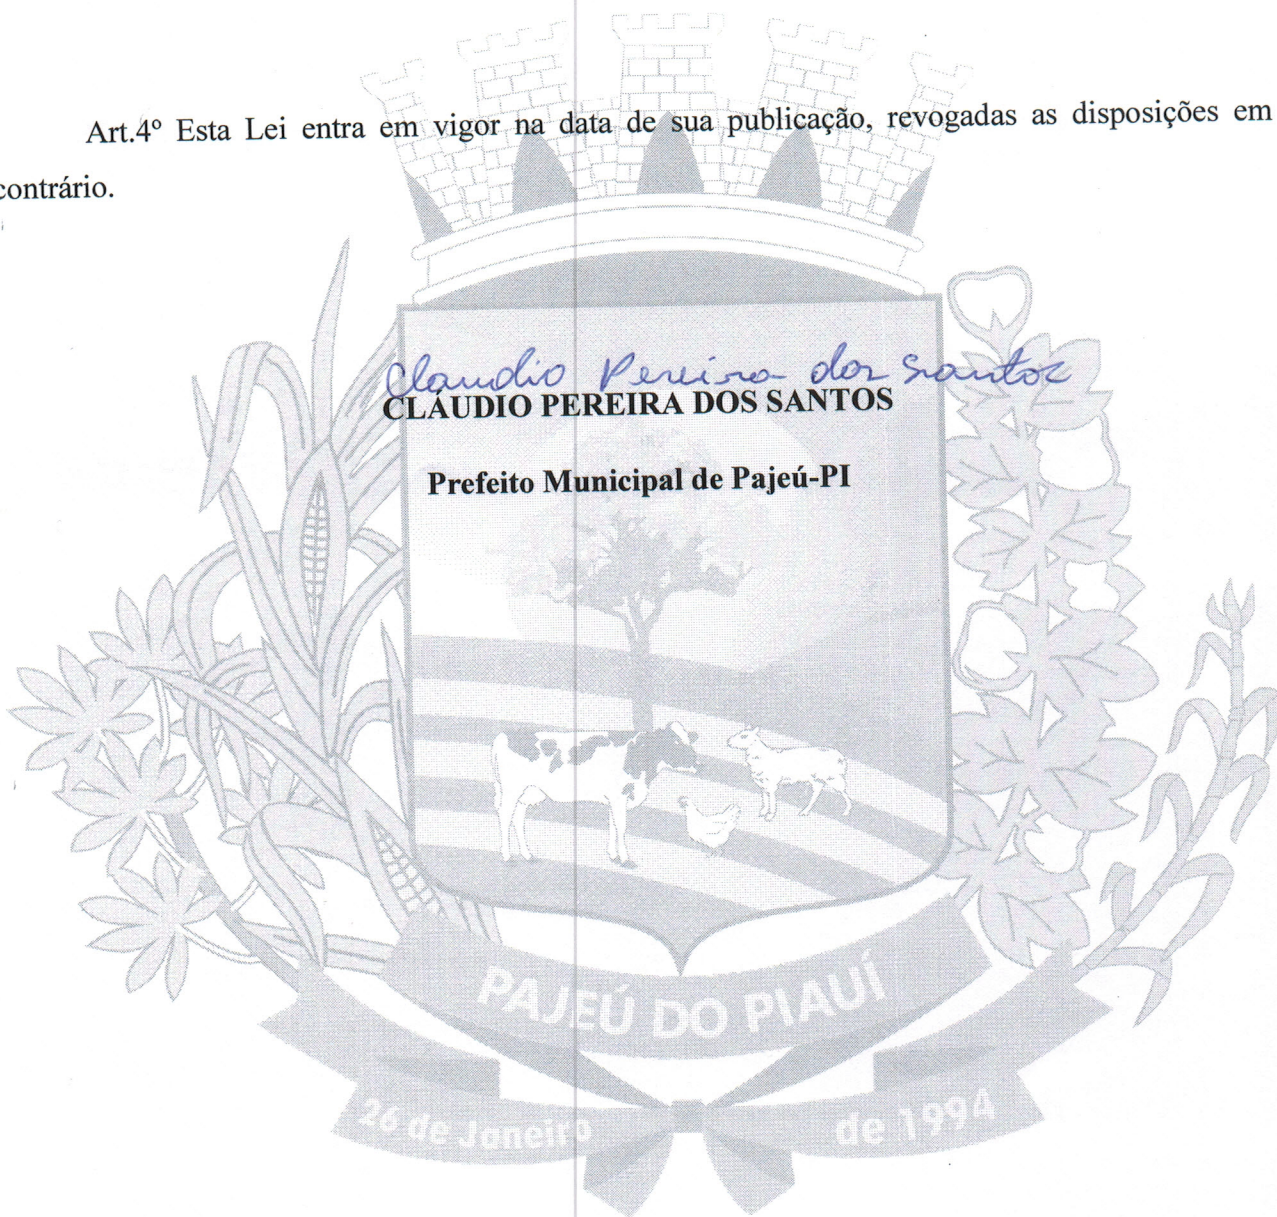 Art.4º Esta Lei entra em vigor na data de sua publicação, revogadas as disposições em
contrário.
Claudio Pereira dos Santos
CLÁUDIO PEREIRA DOS SANTOS
Prefeito Municipal de Pajeú-PI
PAJEÚ DO PIAUÍ
26 de Janeiro de 1994